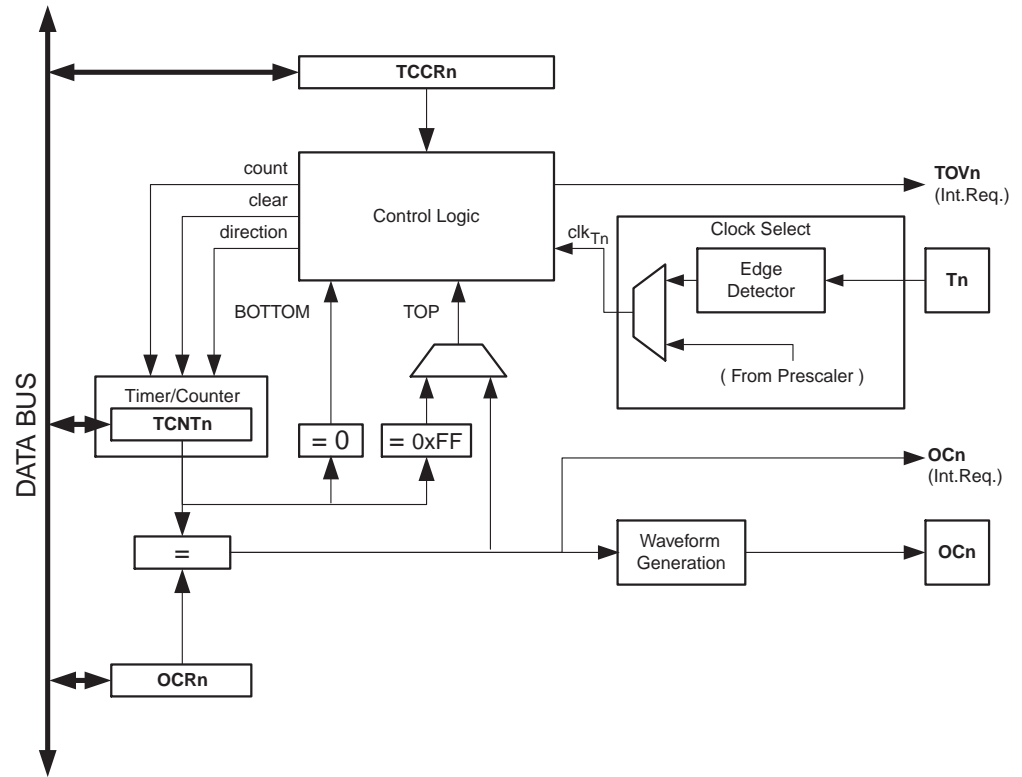 TCCRn
count
clear
direction
Control Logic
TOVn
(Int.Req.)
clkTn
Clock Select
Edge
Detector
Tn
( From Prescaler )
BOTTOM
TOP
DATA BUS
Timer/Counter
TCNTn
= 0
= 0xFF
OCn
(Int.Req.)
=
Waveform
Generation
OCn
OCRn